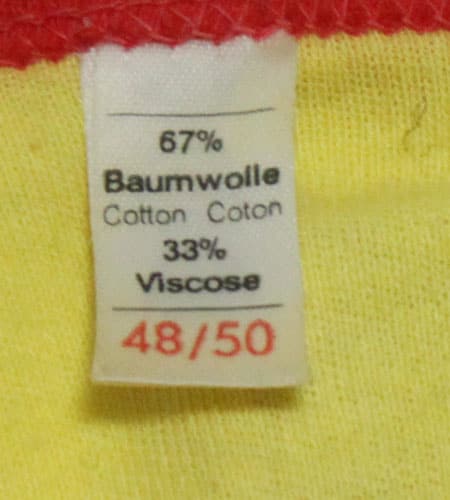 67%
Baumwolle
Cotton Coton
33%
Viscose
48/50